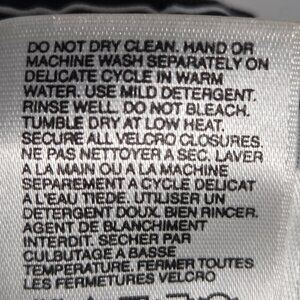 DO NOT DRY CLEAN. HAND OR
MACHINE WASH SEPARATELY ON
DELICATE CYCLE IN WARM
WATER. USE MILD DETERGENT.
RINSE WELL. DO NOT BLEACH.
TUMBLE DRY AT LOW HEAT.
SECURE ALL VELCRO CLOSURES.
NE PAS NETTOYER A SEC. LAVER
A LA MAIN OU A LA MACHINE
SEPAREMENT A CYCLE DELICAT
A L'EAU TIEDE. UTILISER UN
DETERGENT DOUX. BIEN RINCER.
AGENT DE BLANCHIMENT
INTERDIT. SECHER PAR
CULBUTAGE A BASSE
TEMPERATURE. FERMER TOUTES
LES FERMETURES VELCRO